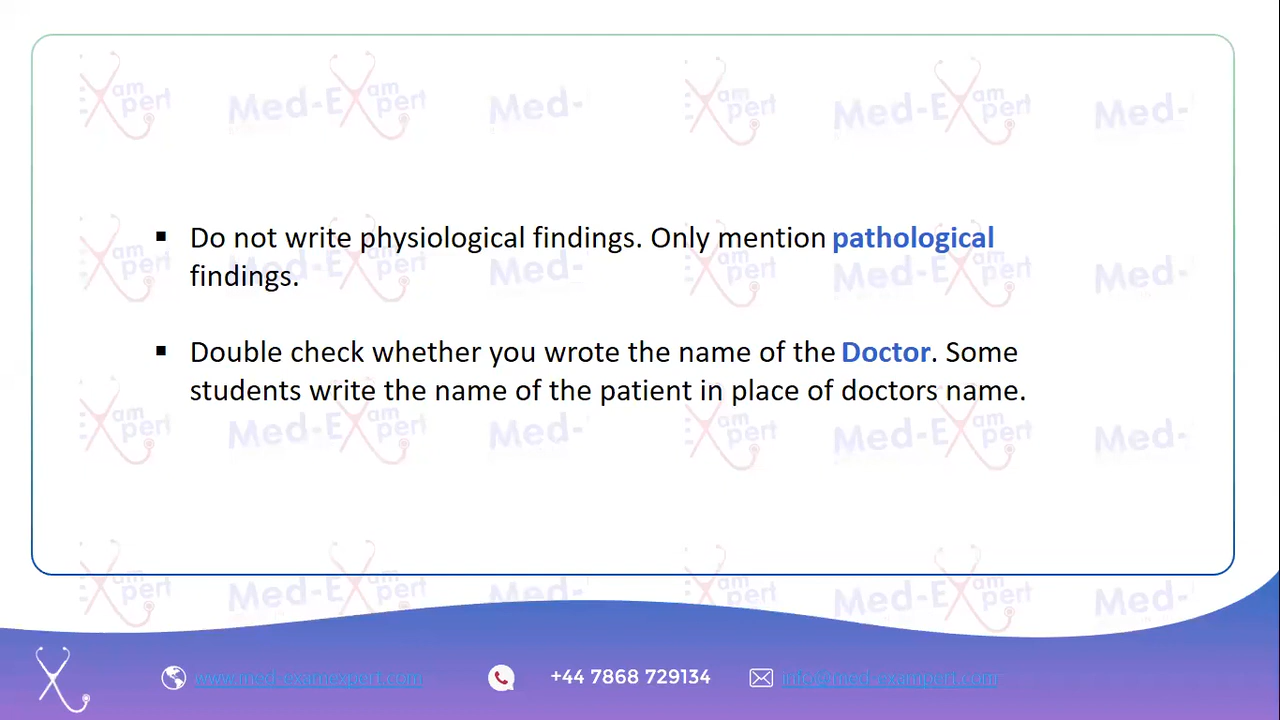 ▪ Do not write physiological findings. Only mention pathological
findings.
▪ Double check whether you wrote the name of the Doctor. Some
students write the name of the patient in place of doctors name.
www.med-examexpert.com
+44 7868 729134
info@med-exampert.com